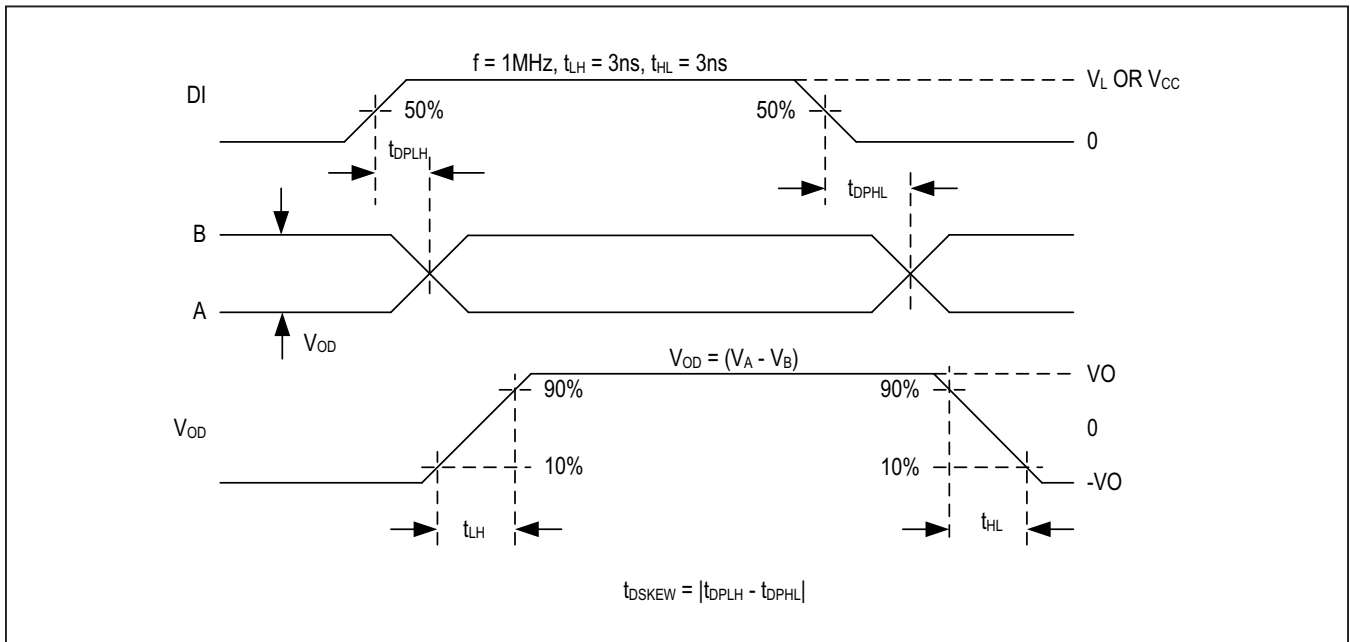 f = 1MHz, tLH = 3ns, tHL = 3ns
DI
VL OR VCC
50%
50%
0
tDPLH
tDPHL
B
A
VOD
VOD = (VA - VB)
VO
90%
90%
VOD
0
10%
10%
-VO
tLH
tHL
tDSKEW = |tDPLH - tDPHL|